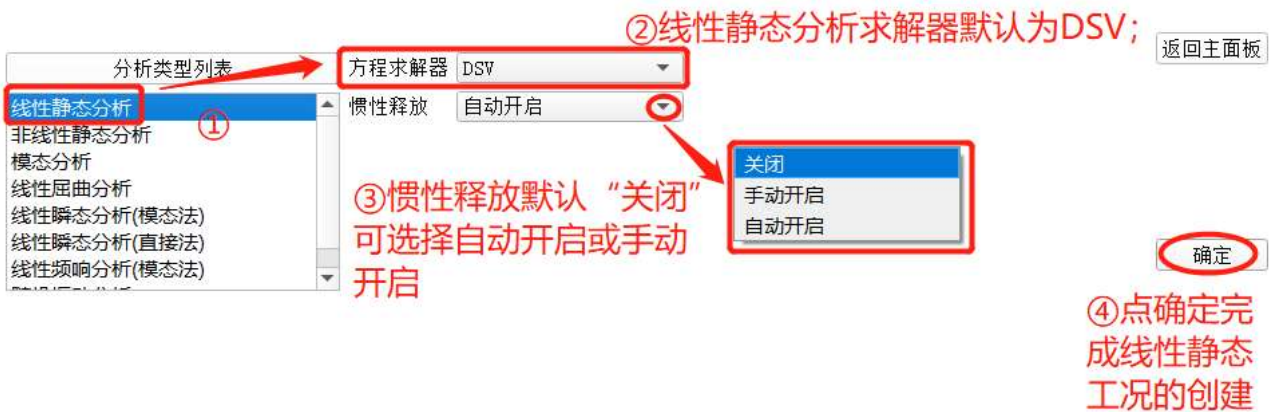 ②线性静态分析求解器默认为DSV；
返回主面板
分析类型列表
方程求解器 DSV
线性静态分析
①
惯性释放 自动开启
非线性静态分析
模态分析
线性屈曲分析
线性瞬态分析(模态法)
线性瞬态分析(直接法)
线性频响分析(模态法)
关闭
手动开启
自动开启
③惯性释放默认“关闭”
可选择自动开启或手动
开启
确定
④点确定完
成线性静态
工况的创建